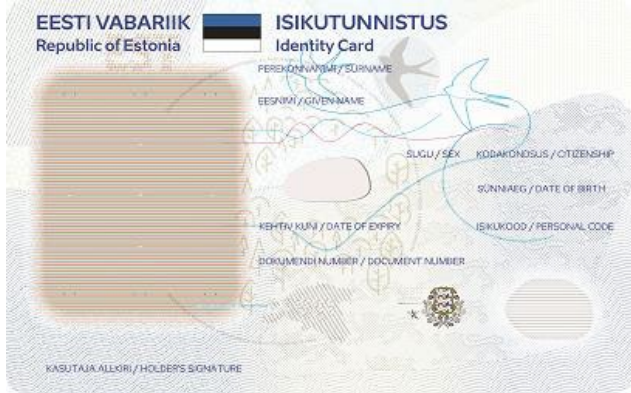 EESTI VABARIIK
Republic of Estonia
ISIKUTUNNISTUS
Identity Card
PEREKONNANIMI / SURNAME
EESNIMI / GIVEN NAME
SUGU / SEX
KODAKONDSUS / CITIZENSHIP
SÜNNIAEG / DATE OF BIRTH
KEHTIV KUNI / DATE OF EXPIRY
ISIKUKOOD / PERSONAL CODE
DOKUMENDI NUMBER / DOCUMENT NUMBER
KASUTAJA ALLKIRI / HOLDER'S SIGNATURE